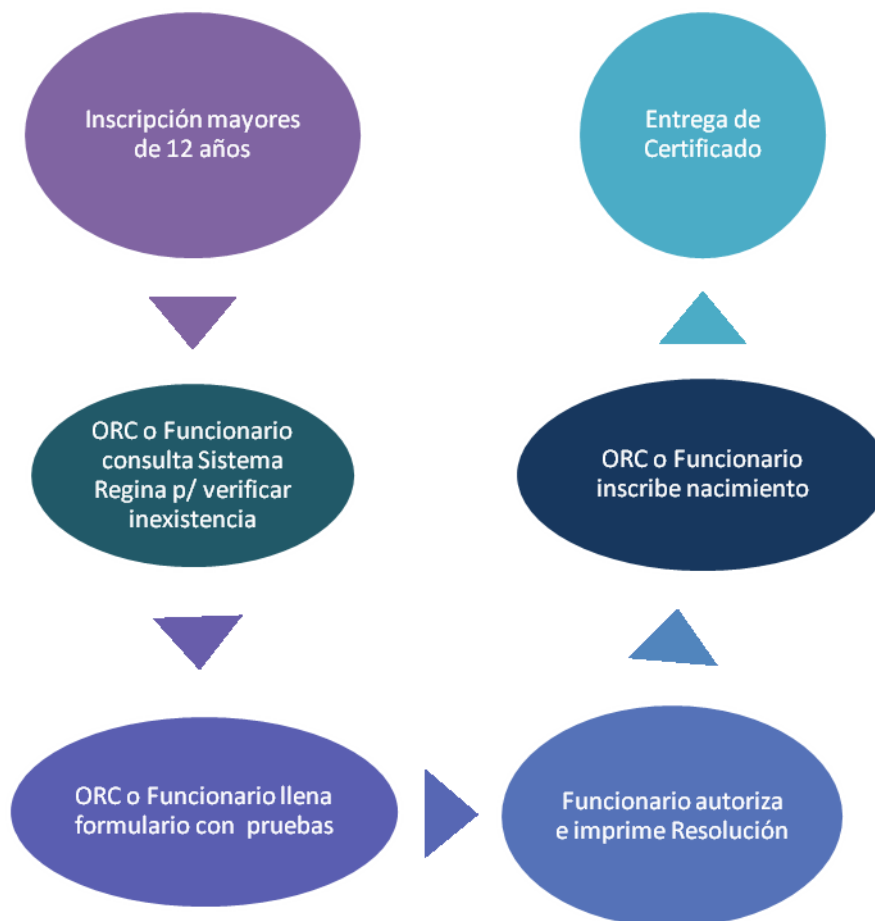 Inscripción mayores
de 12 años
ORC o Funcionario
consulta Sistema
Regina p/ verificar
inexistencia
ORC o Funcionario llena
formulario con pruebas
Funcionario autoriza
e imprime Resolución
ORC o Funcionario
inscribe nacimiento
Entrega de
Certificado